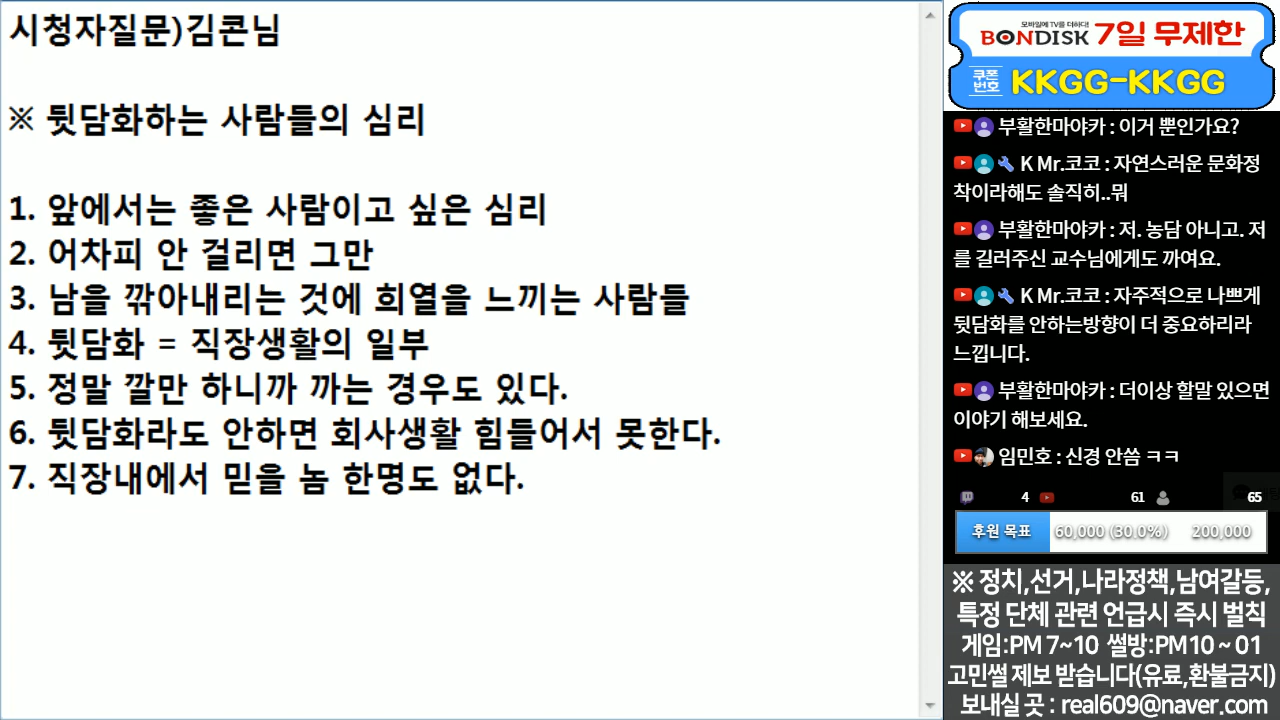 시청자질문)김콘님
※ 뒷담화하는 사람들의 심리
1. 앞에서는 좋은 사람이고 싶은 심리
2. 어차피 안 걸리면 그만
3. 남을 깎아내리는 것에 희열을 느끼는 사람들
4. 뒷담화 = 직장생활의 일부
5. 정말 깔만 하니까 까는 경우도 있다.
6. 뒷담화라도 안하면 회사생활 힘들어서 못한다.
7. 직장내에서 믿을 놈 한명도 없다.
모바일에 TV를 더하다!
BONDISK 7일 무제한
쿠폰
번호 KKGG-KKGG
부활한마야카 : 이거 뿐인가요?
K Mr.코코 : 자연스러운 문화정
착이라해도 솔직히..뭐
부활한마야카 : 저. 농담 아니고. 저
를 길러주신 교수님에게도 까여요.
K Mr.코코 : 자주적으로 나쁘게
뒷담화를 안하는방향이 더 중요하리라
느낍니다.
부활한마야카 : 더이상 할말 있으면
이야기 해보세요.
임민호 : 신경 안씀 ㅋㅋ
4 61 65
후원 목표 60,000 (30.0%) 200,000
※ 정치,선거,나라정책,남여갈등,
특정 단체 관련 언급시 즉시 벌칙
게임:PM 7~10 썰방:PM10 ~ 01
고민썰 제보 받습니다(유료,환불금지)
보내실 곳 : real609@naver.com